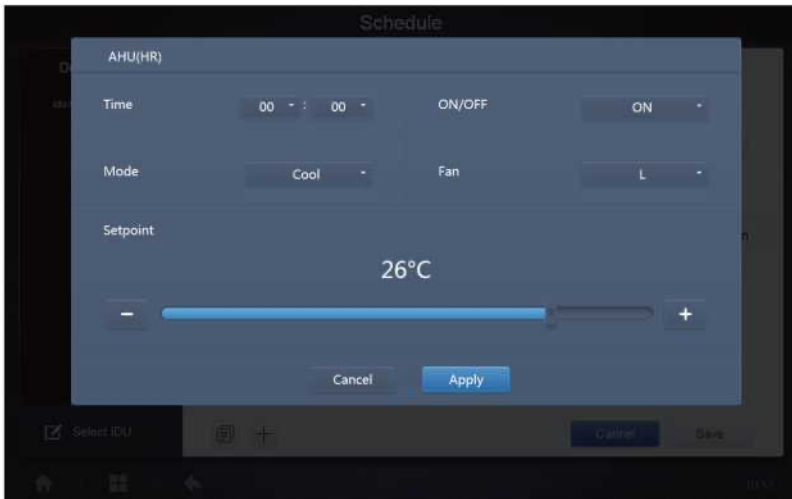 Schedule
AHU(HR)
Time 00 : 00 ON/OFF ON
Mode Cool Fan L
Setpoint
26°C
− +
Cancel Apply
Select IDU Cancel Save